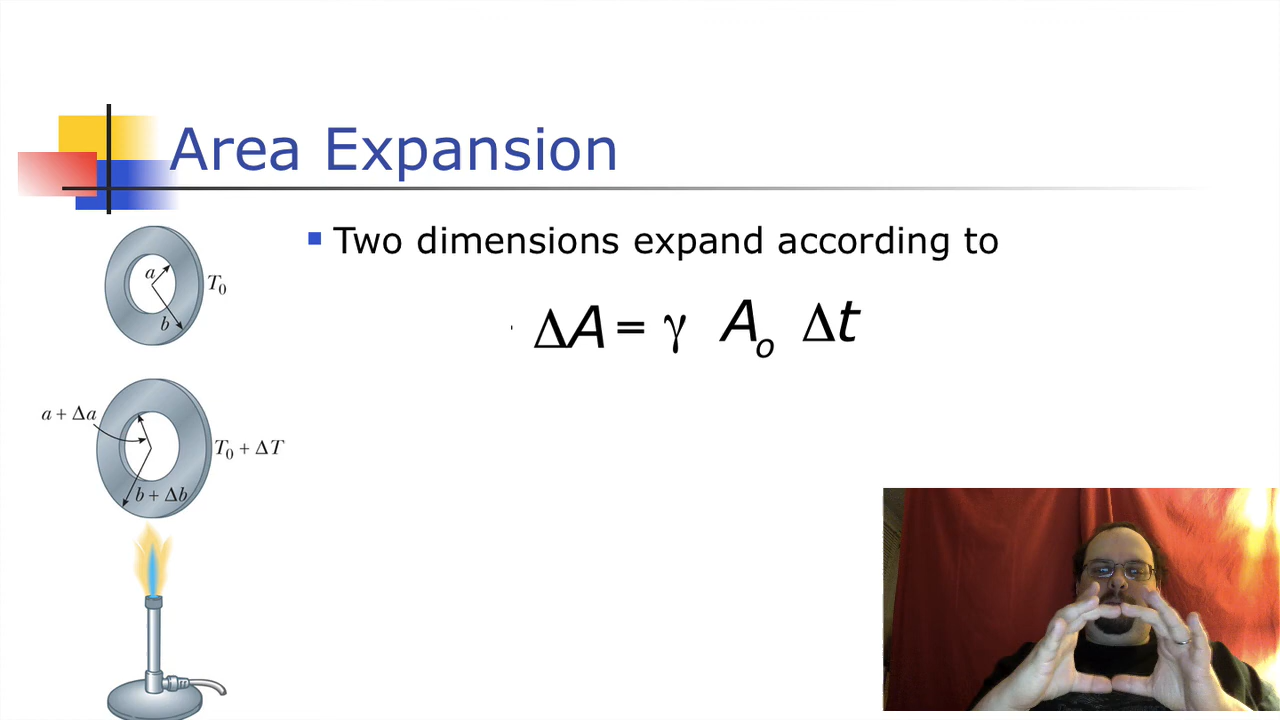 Area Expansion
Two dimensions expand according to
ΔA = γ A₀ Δt
a
T₀
b
a + Δa
T₀ + ΔT
b + Δb